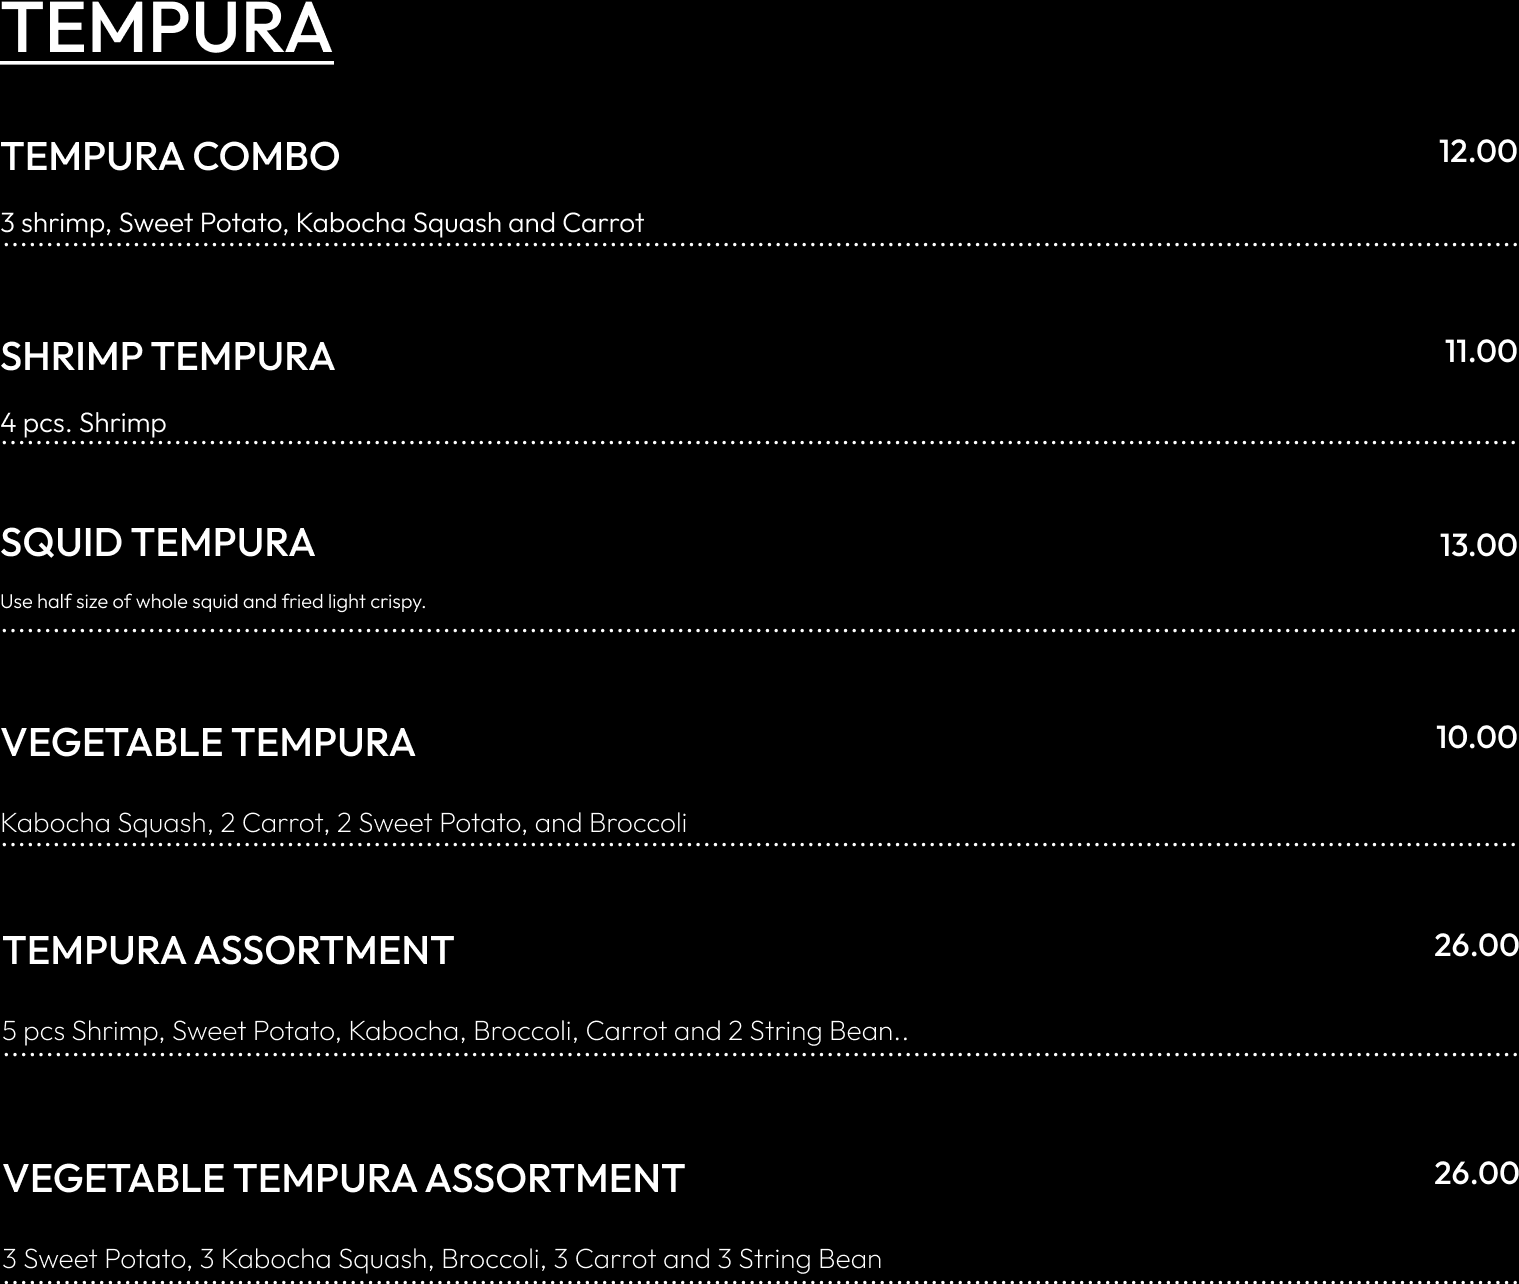 TEMPURA
TEMPURA COMBO 12.00
3 shrimp, Sweet Potato, Kabocha Squash and Carrot
SHRIMP TEMPURA 11.00
4 pcs. Shrimp
SQUID TEMPURA 13.00
Use half size of whole squid and fried light crispy.
VEGETABLE TEMPURA 10.00
Kabocha Squash, 2 Carrot, 2 Sweet Potato, and Broccoli
TEMPURA ASSORTMENT 26.00
5 pcs Shrimp, Sweet Potato, Kabocha, Broccoli, Carrot and 2 String Bean..
VEGETABLE TEMPURA ASSORTMENT 26.00
3 Sweet Potato, 3 Kabocha Squash, Broccoli, 3 Carrot and 3 String Bean